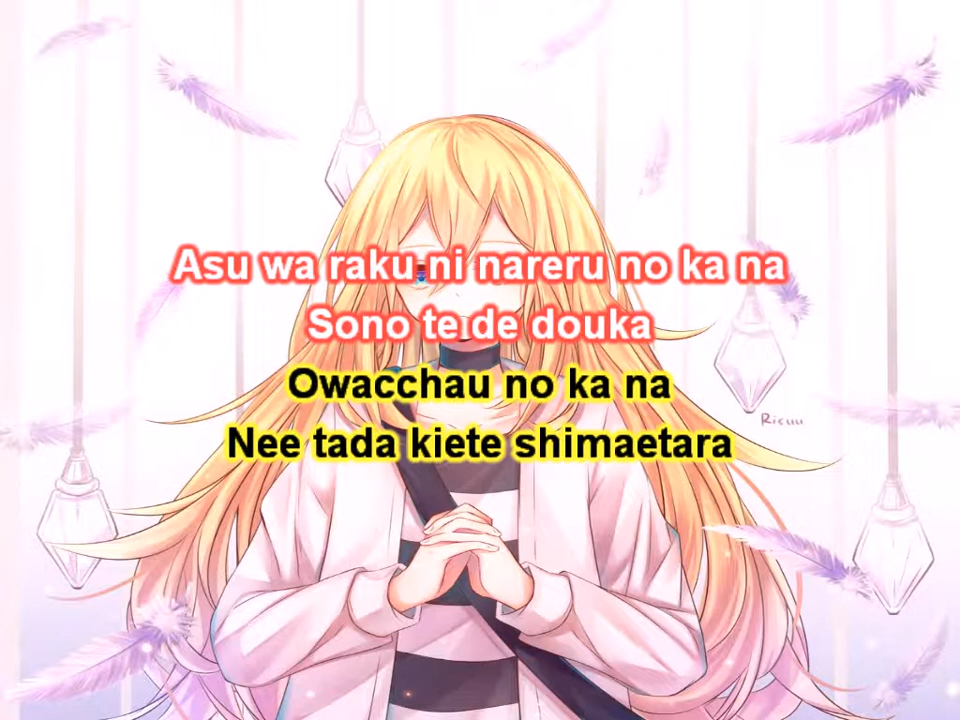 Asu wa raku ni nareru no ka na
Sono te de douka
Owacchau no ka na
Nee tada kiete shimaetara
Ricuu